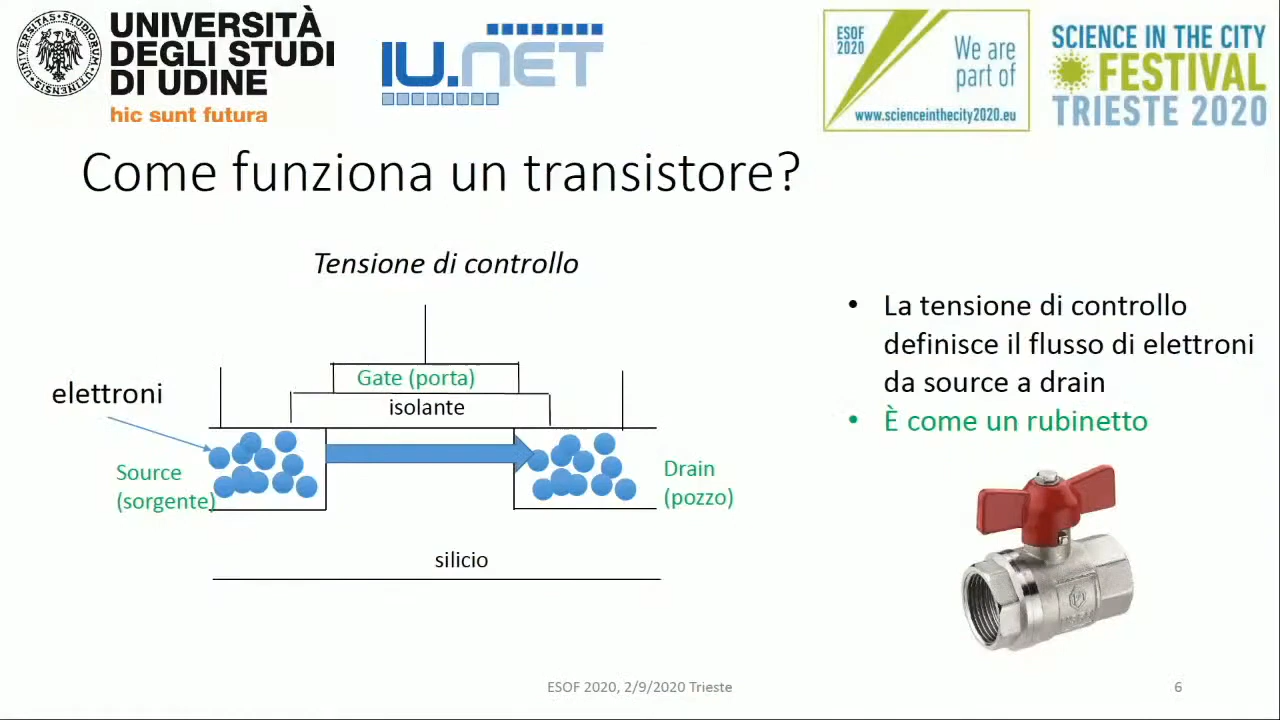 UNIVERSITÀ
DEGLI STUDI
DI UDINE
hic sunt futura
IU.NET
ESOF
2020
We are
part of
www.scienceinthecity2020.eu
SCIENCE IN THE CITY
FESTIVAL
TRIESTE 2020
Come funziona un transistore?
Tensione di controllo
elettroni
Gate (porta)
isolante
Source
(sorgente)
Drain
(pozzo)
silicio
• La tensione di controllo
definisce il flusso di elettroni
da source a drain
• È come un rubinetto
ESOF 2020, 2/9/2020 Trieste
6